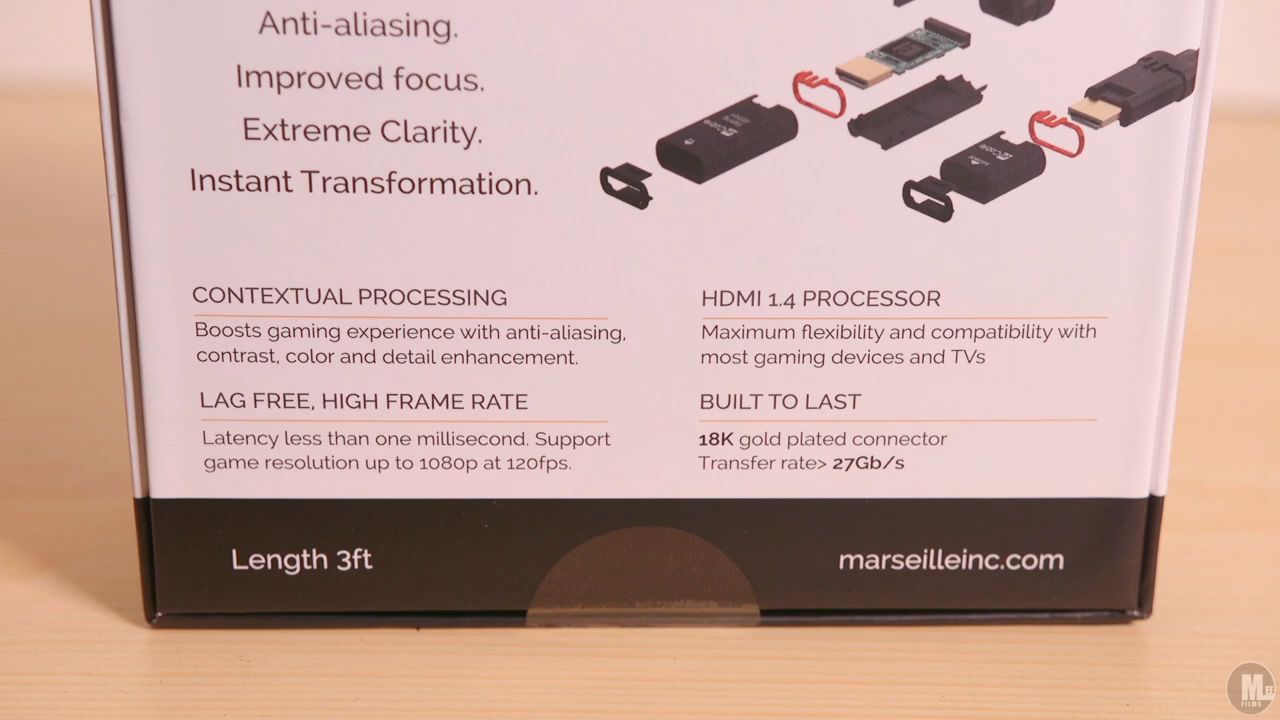 Anti-aliasing.
Improved focus.
Extreme Clarity.
Instant Transformation.
CONTEXTUAL PROCESSING
Boosts gaming experience with anti-aliasing,
contrast, color and detail enhancement.
LAG FREE, HIGH FRAME RATE
Latency less than one millisecond. Support
game resolution up to 1080p at 120fps.
HDMI 1.4 PROCESSOR
Maximum flexibility and compatibility with
most gaming devices and TVs
BUILT TO LAST
18K gold plated connector
Transfer rate> 27Gb/s
Length 3ft
marseilleinc.com
FILMS